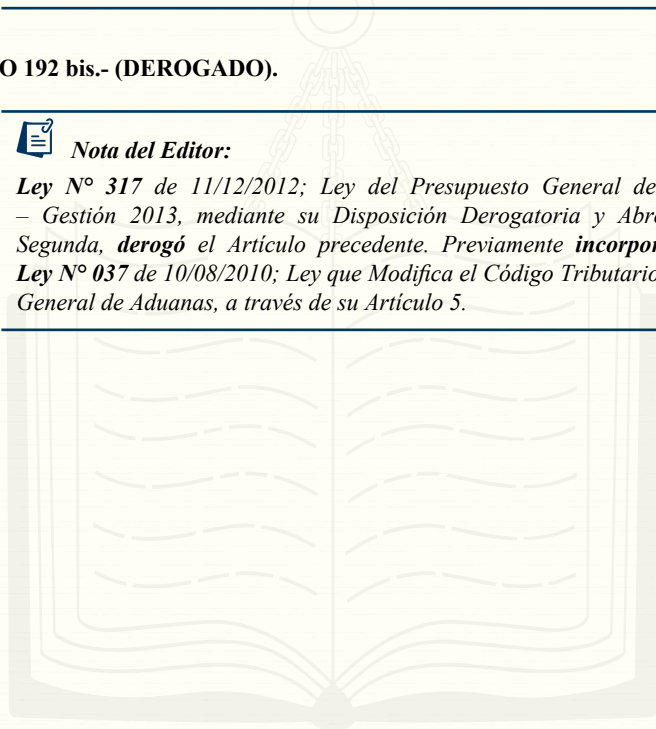 O 192 bis.- (DEROGADO).
Nota del Editor:
Ley N° 317 de 11/12/2012; Ley del Presupuesto General de
– Gestión 2013, mediante su Disposición Derogatoria y Abr
Segunda, derogó el Artículo precedente. Previamente incorpor
Ley N° 037 de 10/08/2010; Ley que Modifica el Código Tributario
General de Aduanas, a través de su Artículo 5.